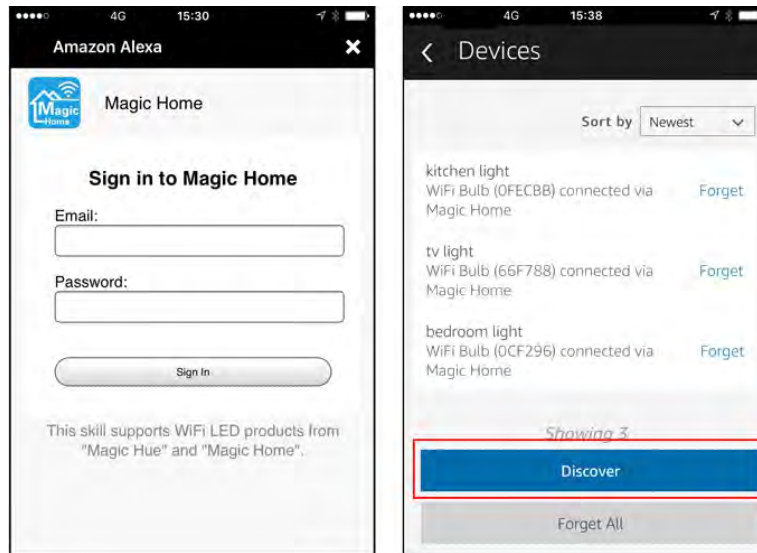 4G 15:30
Amazon Alexa ×
Magic
Home
Magic Home
Sign in to Magic Home
Email:
Password:
Sign In
This skill supports WiFi LED products from
"Magic Hue" and "Magic Home".
4G 15:38
Devices
Sort by Newest
kitchen light
WiFi Bulb (0FECBB) connected via
Magic Home
Forget
tv light
WiFi Bulb (66F788) connected via
Magic Home
Forget
bedroom light
WiFi Bulb (0CF296) connected via
Magic Home
Forget
Showing 3
Discover
Forget All